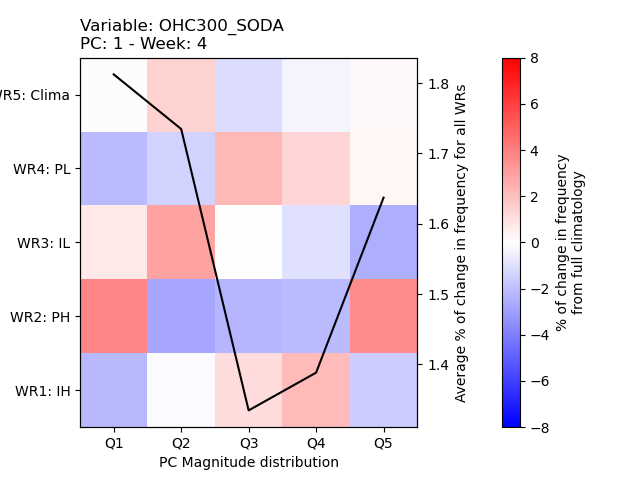 Variable: OHC300_SODA
PC: 1 - Week: 4
WR5: Clima
WR4: PL
WR3: IL
WR2: PH
WR1: IH
Q1 Q2 Q3 Q4 Q5
PC Magnitude distribution
1.8
1.7
1.6
1.5
1.4
Average % of change in frequency for all WRs
8
6
4
2
0
−2
−4
−6
−8
% of change in frequency
from full climatology